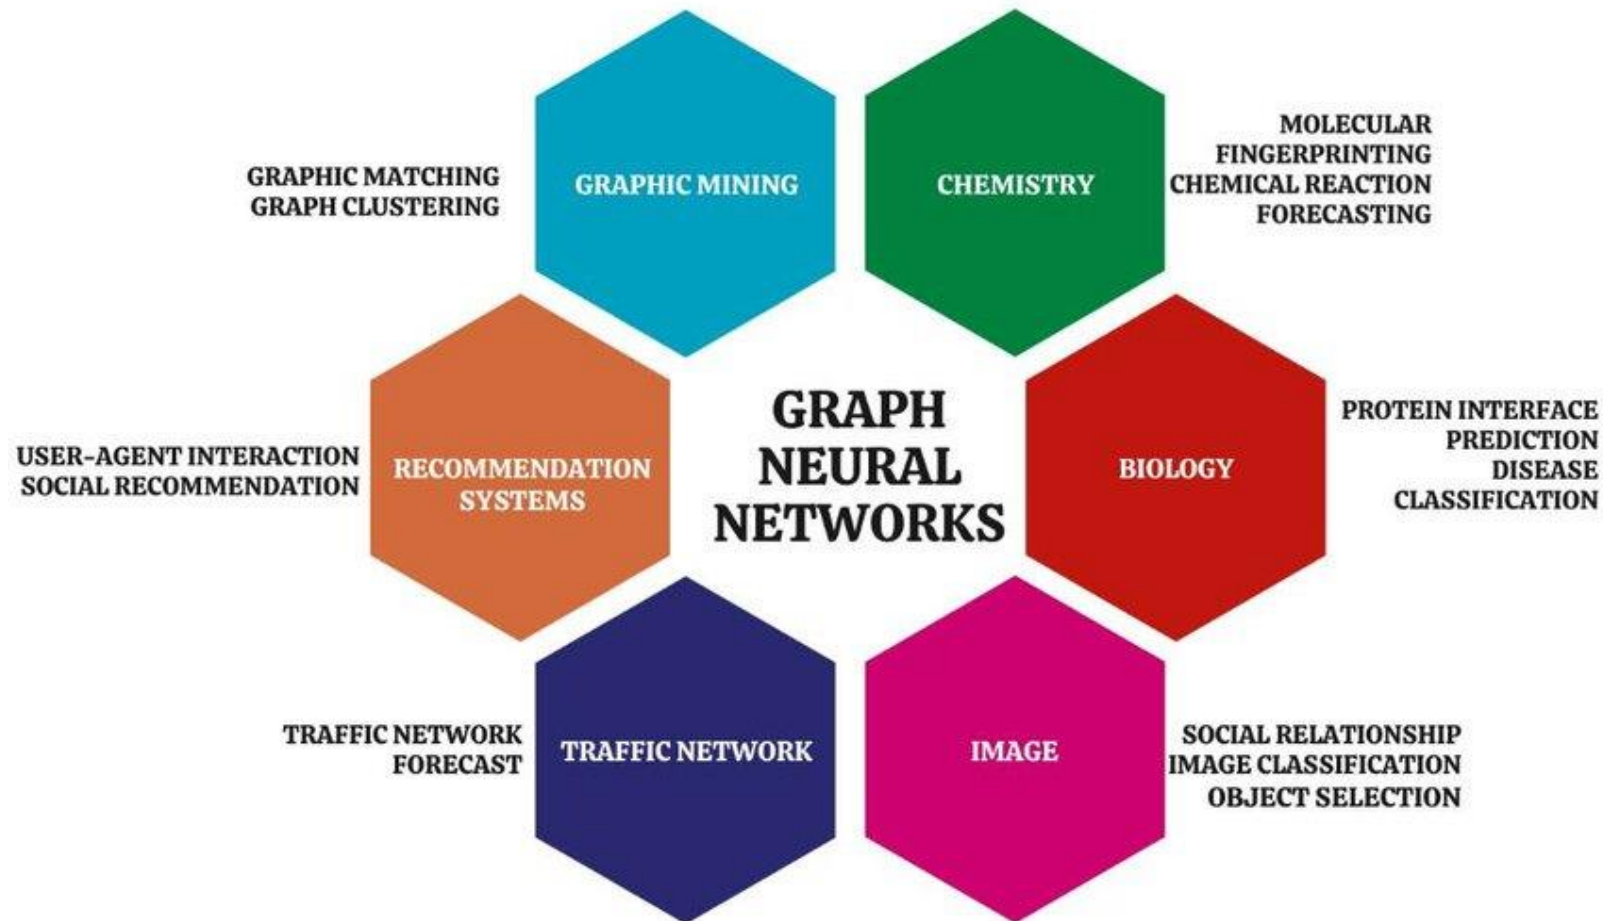 GRAPHIC MATCHING
GRAPH CLUSTERING
GRAPHIC MINING
CHEMISTRY
MOLECULAR
FINGERPRINTING
CHEMICAL REACTION
FORECASTING
USER-AGENT INTERACTION
SOCIAL RECOMMENDATION
RECOMMENDATION
SYSTEMS
GRAPH
NEURAL
NETWORKS
BIOLOGY
PROTEIN INTERFACE
PREDICTION
DISEASE
CLASSIFICATION
TRAFFIC NETWORK
FORECAST
TRAFFIC NETWORK
IMAGE
SOCIAL RELATIONSHIP
IMAGE CLASSIFICATION
OBJECT SELECTION